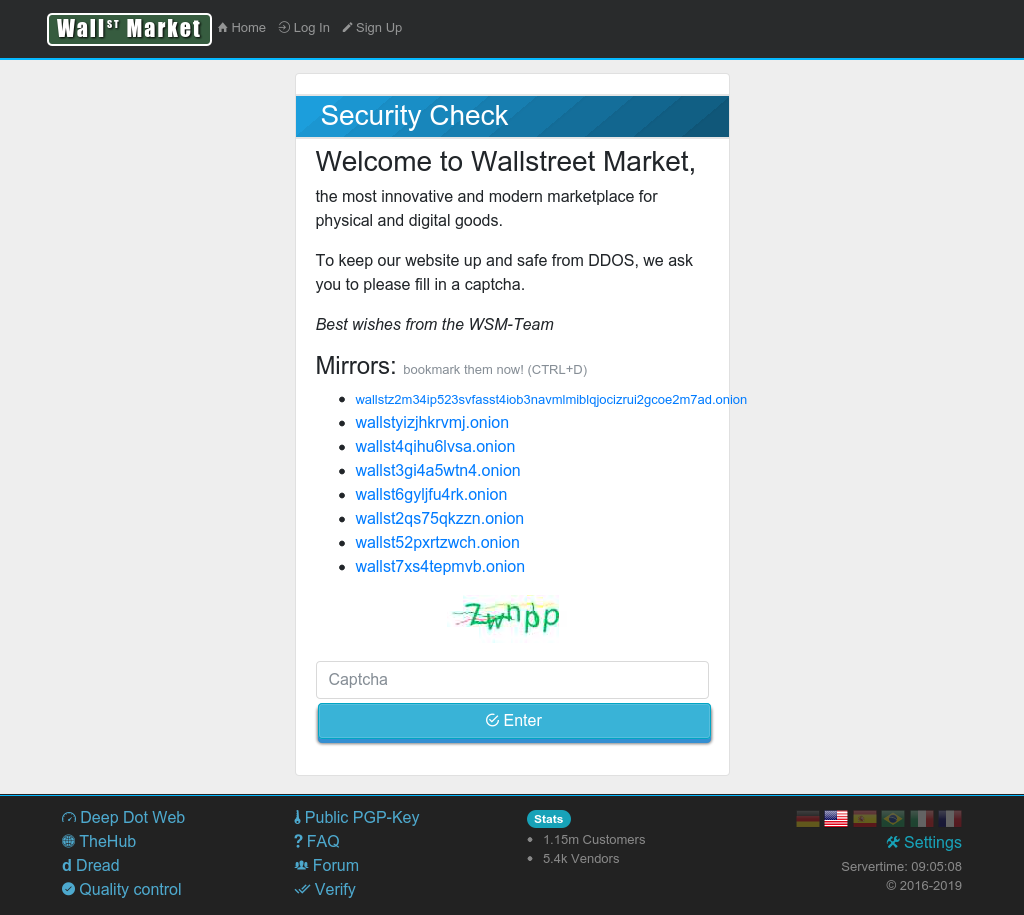 Wall ST Market Home Log In Sign Up
Security Check
Welcome to Wallstreet Market,
the most innovative and modern marketplace for
physical and digital goods.
To keep our website up and safe from DDOS, we ask
you to please fill in a captcha.
Best wishes from the WSM-Team
Mirrors: bookmark them now! (CTRL+D)
wallstz2m34ip523svfasst4iob3navmlmiblqjocizrui2gcoe2m7ad.onion
wallstyizjhkrvmj.onion
wallst4qihu6lvsa.onion
wallst3gi4a5wtn4.onion
wallst6gyljfu4rk.onion
wallst2qs75qkzzn.onion
wallst52pxrtzwch.onion
wallst7xs4tepmvb.onion
zwnpp
Captcha
Enter
Deep Dot Web
TheHub
d Dread
Quality control
Public PGP-Key
? FAQ
Forum
Verify
Stats
1.15m Customers
5.4k Vendors
Settings
Servertime: 09:05:08
© 2016-2019